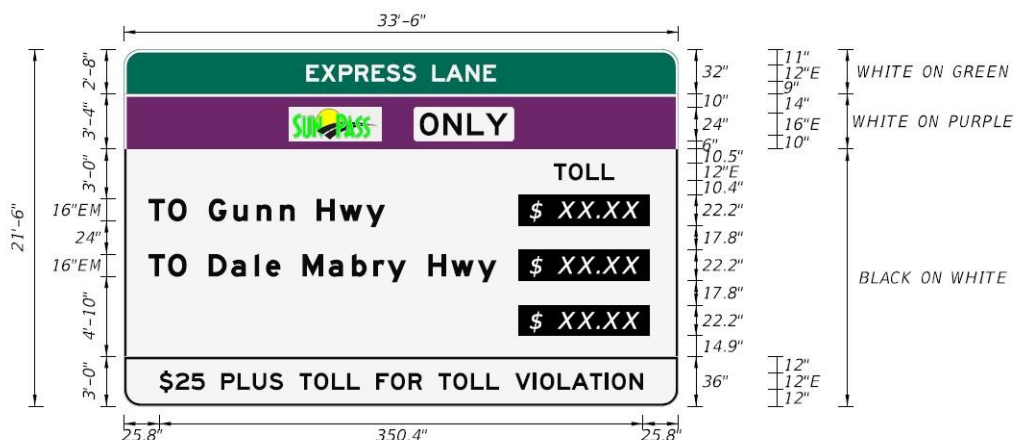 33'-6"
EXPRESS LANE
SUNPASS ONLY
TOLL
TO Gunn Hwy $ XX.XX
TO Dale Mabry Hwy $ XX.XX
$ XX.XX
$25 PLUS TOLL FOR TOLL VIOLATION
21'-6"
2'-8"
3'-4"
3'-0"
16"EM
24"
16"EM
4'-10"
3'-0"
32"
10"
24"
6"
10.5"
12"E
10.4"
22.2"
17.8"
22.2"
17.8"
22.2"
14.9"
36"
11"
12"E
9"
14"
16"E
10"
12"
12"E
12"
WHITE ON GREEN
WHITE ON PURPLE
BLACK ON WHITE
25.8" 350.4" 25.8"